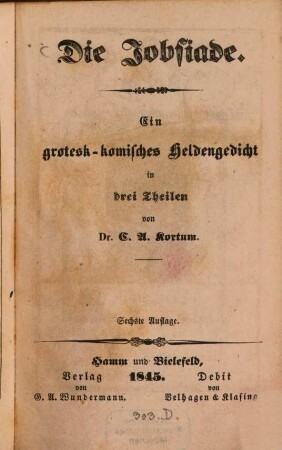 Die Jobsiade.
Ein
grotesk-komisches Heldengedicht
in
drei Theilen
von
Dr. C. A. Kortum.
Sechste Auflage.
Hamm und Bielefeld,
Verlag 1845. Debit
von von
G. A. Wundermann. Velhagen & Klasing
303. D.